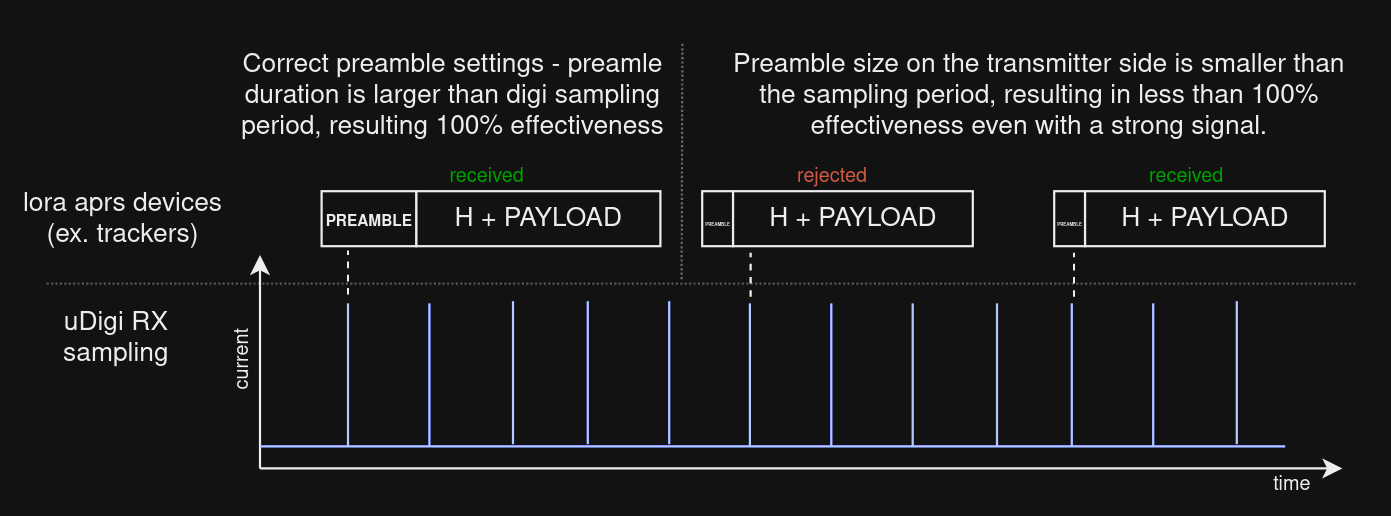 Correct preamble settings - preamle
duration is larger than digi sampling
period, resulting 100% effectiveness
Preamble size on the transmitter side is smaller than
the sampling period, resulting in less than 100%
effectiveness even with a strong signal.
lora aprs devices
(ex. trackers)
received
PREAMBLE
H + PAYLOAD
rejected
PREAMBLE
H + PAYLOAD
received
PREAMBLE
H + PAYLOAD
uDigi RX
sampling
current
time